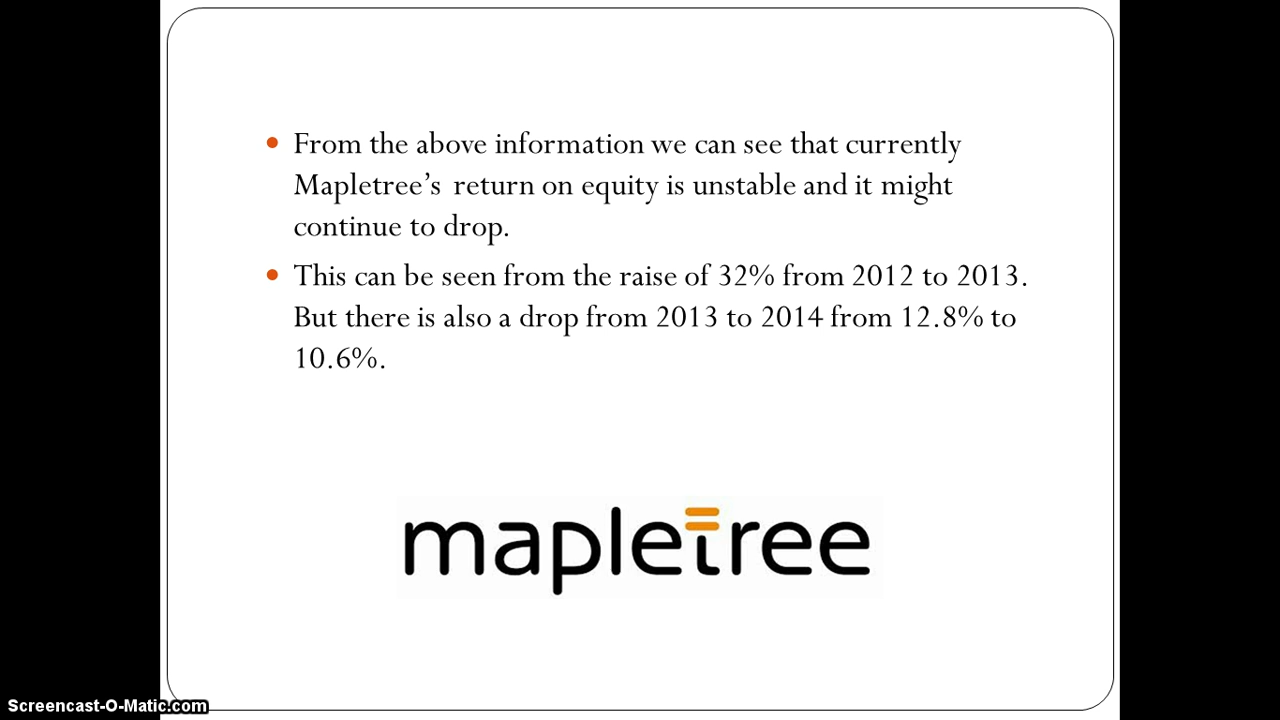 From the above information we can see that currently
Mapletree's return on equity is unstable and it might
continue to drop.
This can be seen from the raise of 32% from 2012 to 2013.
But there is also a drop from 2013 to 2014 from 12.8% to
10.6%.
mapletree
Screencast-O-Matic.com